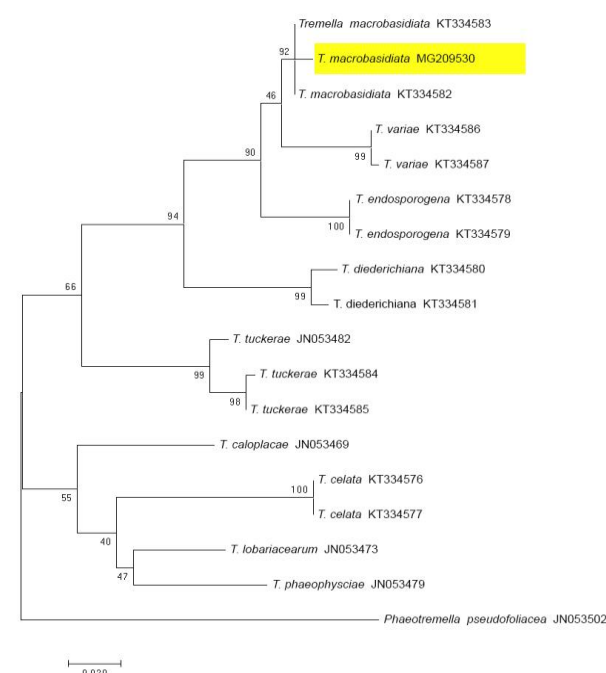 Tremella macrobasidiata KT334583
92
T. macrobasidiata MG209530
46
T. macrobasidiata KT334582
T. variae KT334586
90
99
T. variae KT334587
T. endosporogena KT334578
94
100
T. endosporogena KT334579
T. diederichiana KT334580
66
99
T. diederichiana KT334581
T. tuckerae JN053482
99
T. tuckerae KT334584
98
T. tuckerae KT334585
T. caloplacae JN053469
T. celata KT334576
100
55
T. celata KT334577
40
T. lobariacearum JN053473
47
T. phaeophysciae JN053479
Phaeotremella pseudofoliacea JN053502